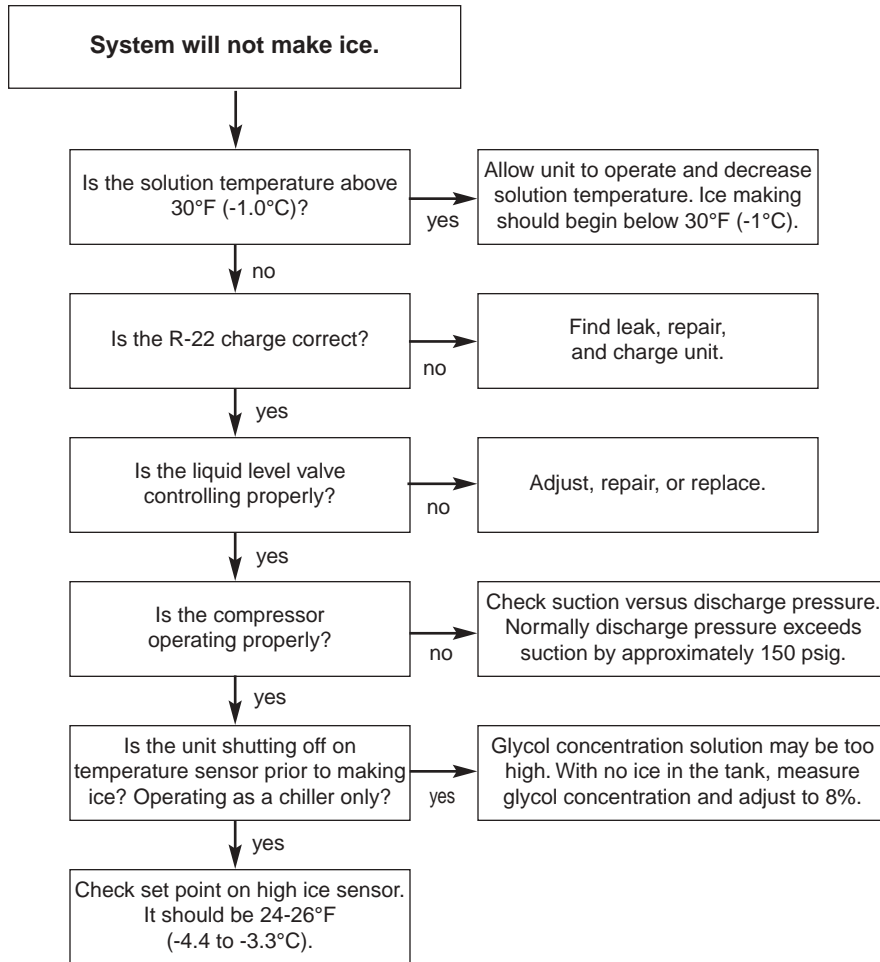 System will not make ice.
Is the solution temperature above
30°F (-1.0°C)?
yes
Allow unit to operate and decrease
solution temperature. Ice making
should begin below 30°F (-1°C).
no
Is the R-22 charge correct?
no
Find leak, repair,
and charge unit.
yes
Is the liquid level valve
controlling properly?
no
Adjust, repair, or replace.
yes
Is the compressor
operating properly?
no
Check suction versus discharge pressure.
Normally discharge pressure exceeds
suction by approximately 150 psig.
yes
Is the unit shutting off on
temperature sensor prior to making
ice? Operating as a chiller only?
yes
Glycol concentration solution may be too
high. With no ice in the tank, measure
glycol concentration and adjust to 8%.
yes
Check set point on high ice sensor.
It should be 24-26°F
(-4.4 to -3.3°C).